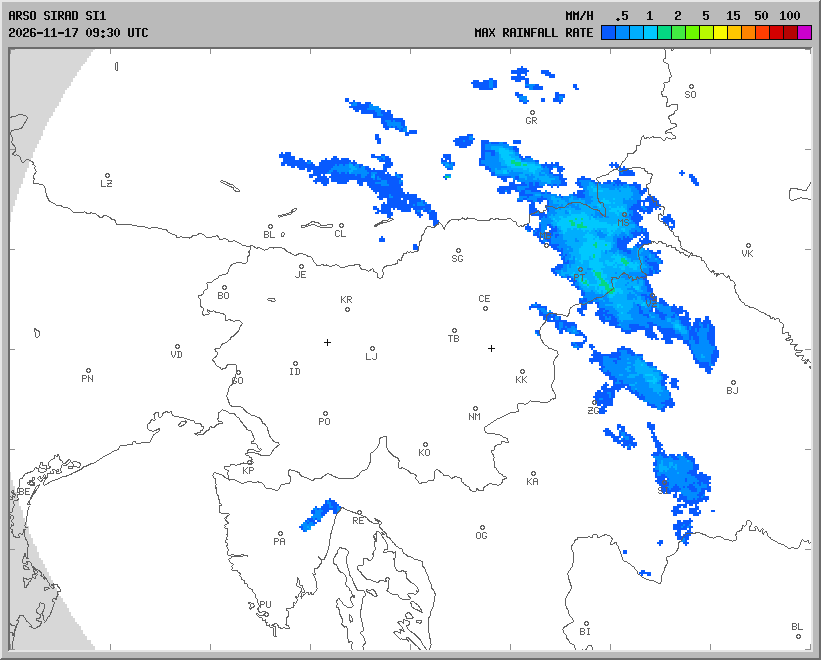 ARSO SIRAD SI1
2026-11-17 09:30 UTC
MM/H .5 1 2 5 15 50 100
MAX RAINFALL RATE
SO
GR
LZ
MS
BL
CL
SG
PT
VK
JE
BO
KR
CE
TB
VD
LJ
GO
ID
PN
KK
BJ
ZG
NM
PO
KO
KP
KA
BE
RE
PA
OG
PU
BI
BL